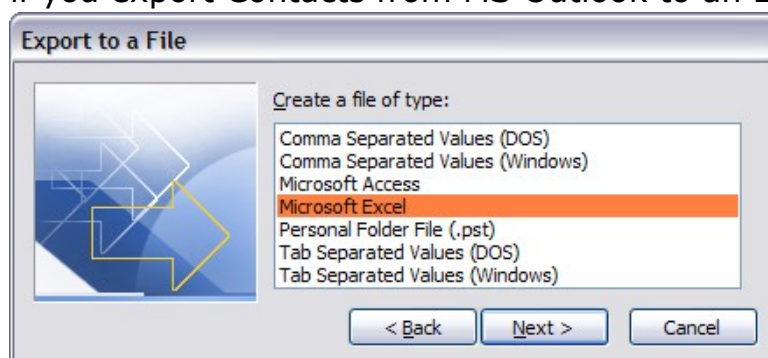 if you export Contacts from MS Outlook to an E
Export to a File
Create a file of type:
Comma Separated Values (DOS)
Comma Separated Values (Windows)
Microsoft Access
Microsoft Excel
Personal Folder File (.pst)
Tab Separated Values (DOS)
Tab Separated Values (Windows)
< Back Next > Cancel